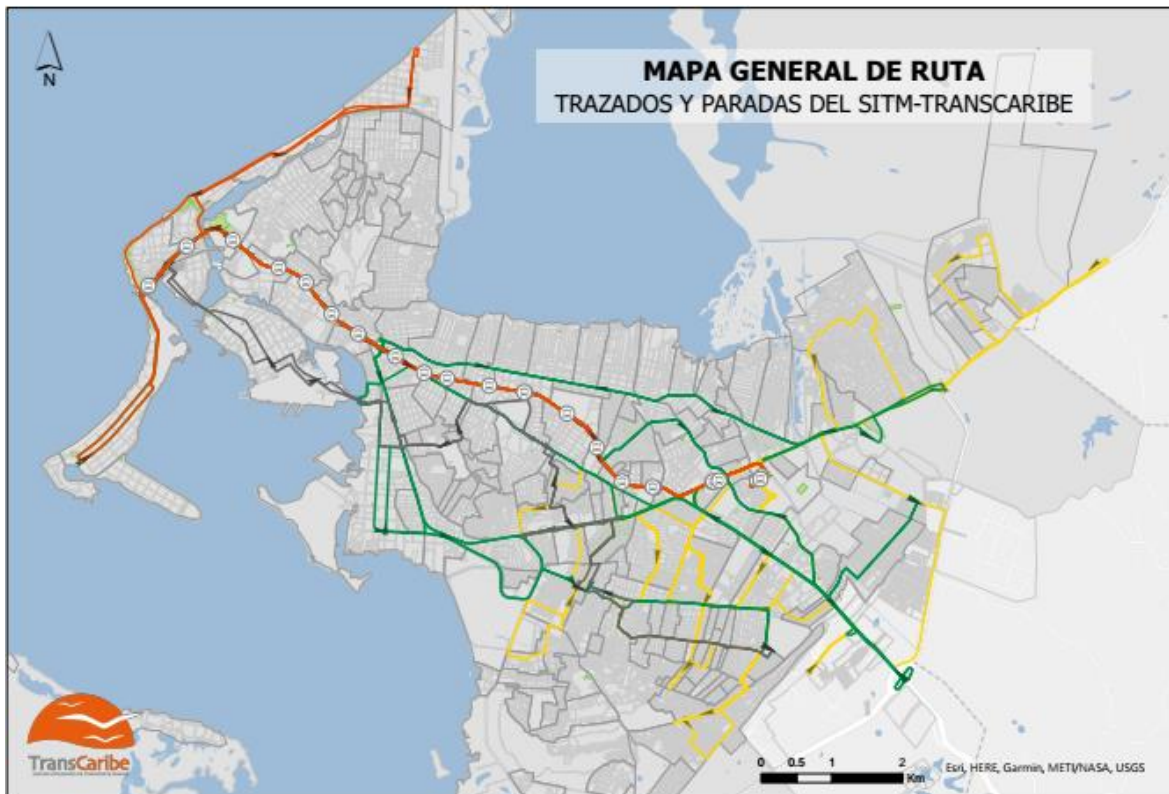 MAPA GENERAL DE RUTA
TRAZADOS Y PARADAS DEL SITM-TRANSCARIBE
N
TransCaribe
0 0.5 1 2
Km
Esri, HERE, Garmin, METI/NASA, USGS